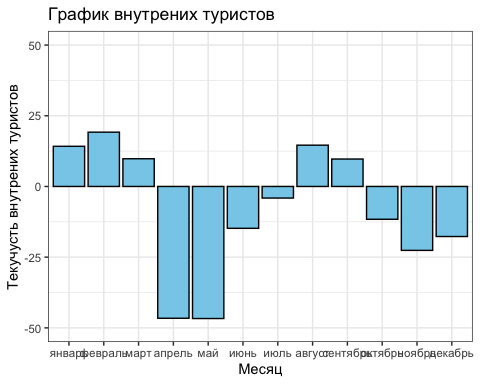 График внутрених туристов
Текучусть внутрених туристов
50
25
0
-25
-50
январь февраль март апрель май июнь июль август сентябрь октябрь ноябрь декабрь
Месяц